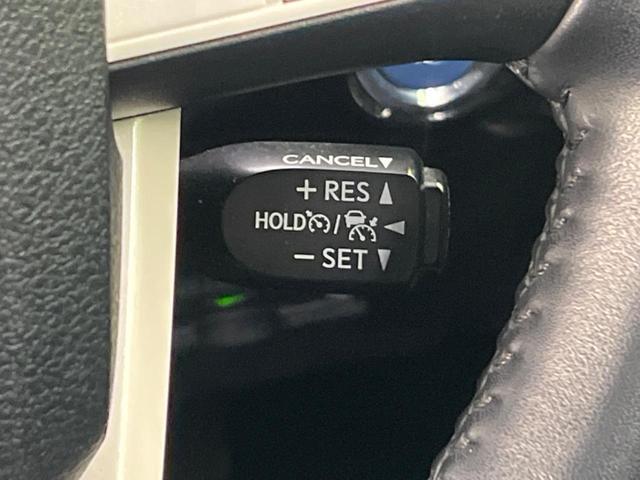 CANCEL▼
+ RES ▲
HOLD / ◀
− SET ▼